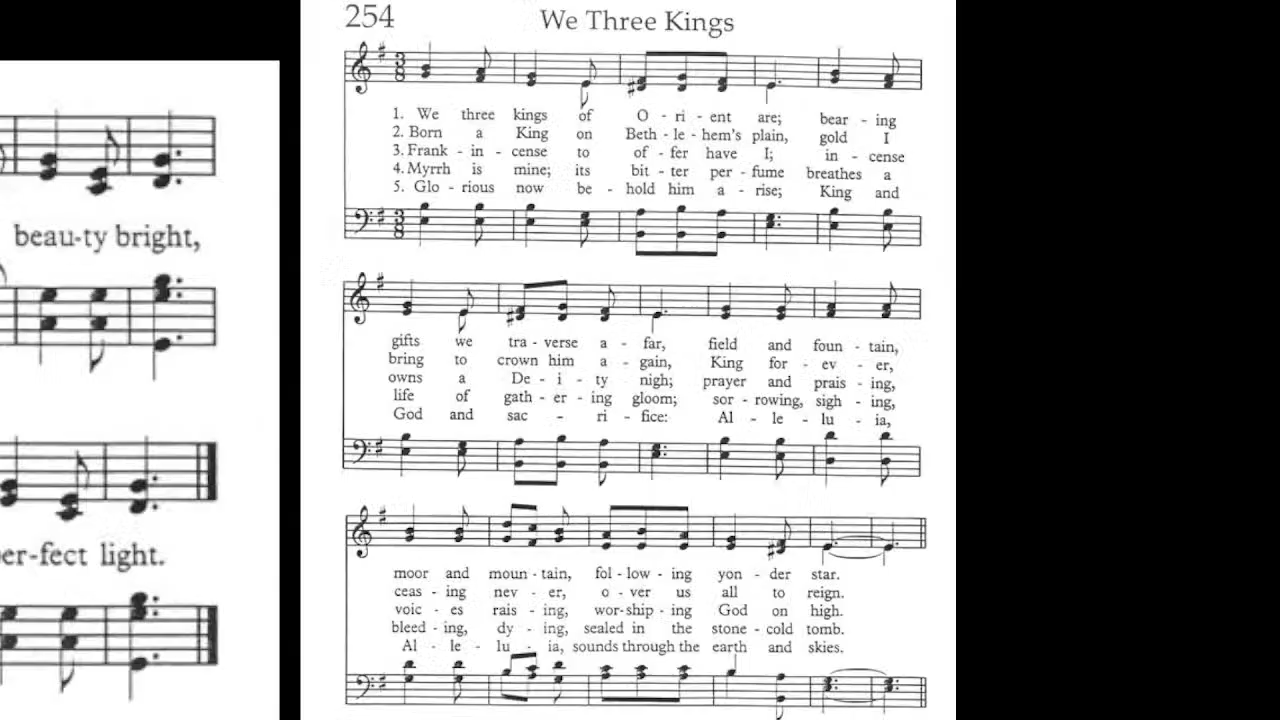 beau-ty bright,
er-fect light.
254 We Three Kings
1. We three kings of O - ri - ent are; bear - ing
2. Born a King on Beth - le - hem's plain, gold I
3. Frank - in - cense to of - fer have I; in - cense
4. Myrrh is mine; its bit - ter per - fume breathes a
5. Glo - rious now be - hold him a - rise; King and
gifts we tra - verse a - far, field and foun - tain,
bring to crown him a - gain, King for - ev - er,
owns a De - i - ty nigh; prayer and prais - ing,
life of gath - er - ing gloom; sor - rowing, sigh - ing,
God and sac - ri - fice: Al - le - lu - ia,
moor and moun - tain, fol - low - ing yon - der star.
ceas - ing nev - er, o - ver us all to reign.
voic - es rais - ing, wor-ship - ing God on high.
bleed - ing, dy - ing, sealed in the stone - cold tomb.
Al - le - lu - ia, sounds through the earth and skies.